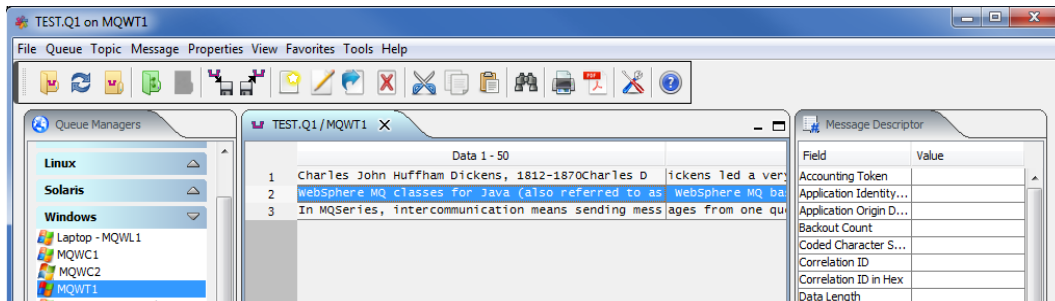 TEST.Q1 on MQWT1
File Queue Topic Message Properties View Favorites Tools Help
PDF
Queue Managers
Linux
Solaris
Windows
Laptop - MQWL1
MQWC1
MQWC2
MQWT1
TEST.Q1 / MQWT1
Data 1 - 50
1 Charles John Huffham Dickens, 1812-1870Charles D ickens led a very
2 WebSphere MQ classes for Java (also referred to as WebSphere MQ ba
3 In MQSeries, intercommunication means sending mess ages from one qu
Message Descriptor
Field Value
Accounting Token
Application Identity...
Application Origin D...
Backout Count
Coded Character S...
Correlation ID
Correlation ID in Hex
Data Length